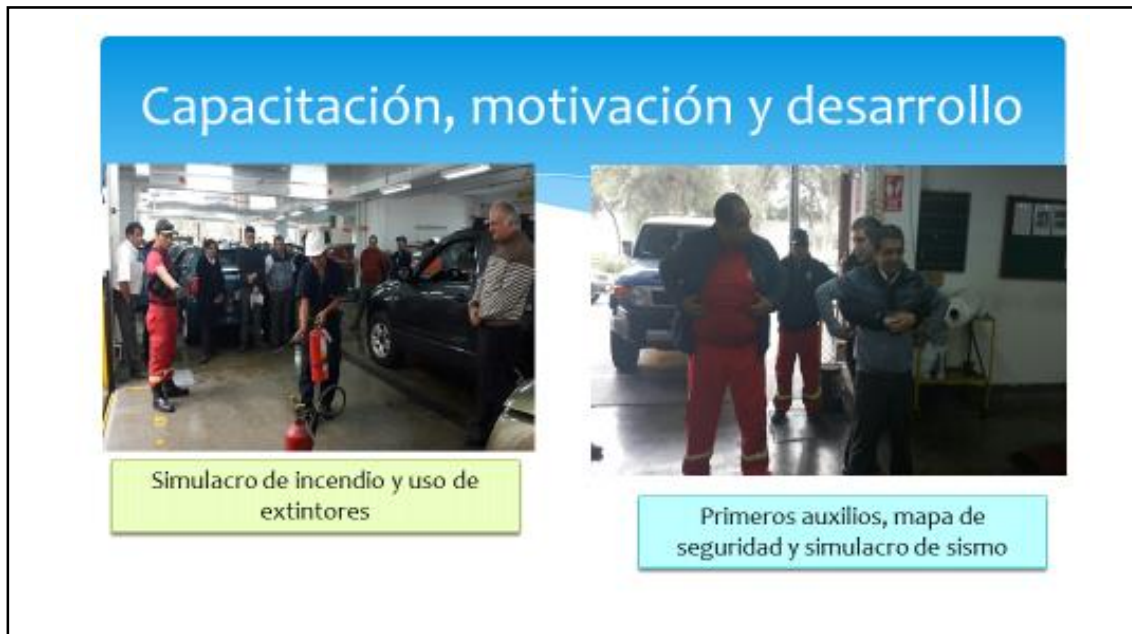 Capacitación, motivación y desarrollo
Simulacro de incendio y uso de
extintores
Primeros auxilios, mapa de
seguridad y simulacro de sismo